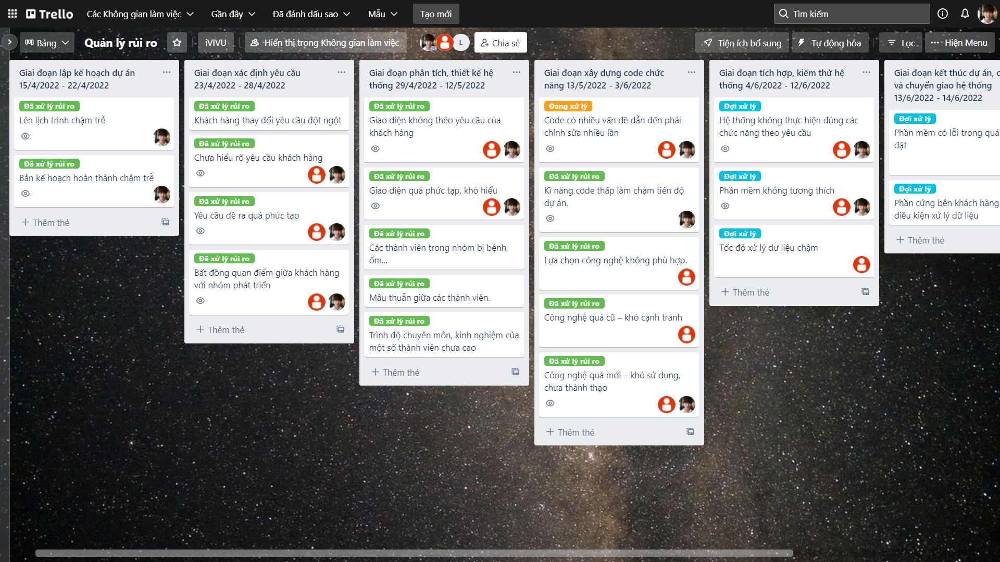 Trello
Các Không gian làm việc
Gần đây
Đã đánh dấu sao
Mẫu
Tạo mới
Tìm kiếm
Bảng
Quản lý rủi ro
iVIVU
Hiển thị trong Không gian làm việc
L
Chia sẻ
Tiện ích bổ sung
Tự động hóa
Lọc
Hiện Menu
Giai đoạn lập kế hoạch dự án
15/4/2022 - 22/4/2022
Đã xử lý rủi ro
Lên lịch trình chậm trễ
Đã xử lý rủi ro
Bản kế hoạch hoàn thành chậm trễ
Thêm thẻ
Giai đoạn xác định yêu cầu
23/4/2022 - 28/4/2022
Đã xử lý rủi ro
Khách hàng thay đổi yêu cầu đột ngột
Đã xử lý rủi ro
Chưa hiểu rõ yêu cầu khách hàng
Đã xử lý rủi ro
Yêu cầu đề ra quá phức tạp
Đã xử lý rủi ro
Bất đồng quan điểm giữa khách hàng
với nhóm phát triển
Thêm thẻ
Giai đoạn phân tích, thiết kế hệ
thống 29/4/2022 - 12/5/2022
Đã xử lý rủi ro
Giao diện không thêo yêu cầu của
khách hàng
Đã xử lý rủi ro
Giao diện quá phức tạp, khó hiểu
Đã xử lý rủi ro
Các thành viên trong nhóm bị bệnh,
ốm...
Đã xử lý rủi ro
Mâu thuẫn giữa các thành viên.
Đã xử lý rủi ro
Trình độ chuyên môn, kinh nghiệm của
một số thành viên chưa cao
Thêm thẻ
Giai đoạn xây dựng code chức
năng 13/5/2022 - 3/6/2022
Đang xử lý
Code có nhiều vấn đề dẫn đến phải
chỉnh sửa nhiều lần
Đã xử lý rủi ro
Kĩ năng code thấp làm chậm tiến độ
dự án.
Đã xử lý rủi ro
Lựa chọn công nghệ không phù hợp.
Đã xử lý rủi ro
Công nghệ quá cũ – khó cạnh tranh
Đã xử lý rủi ro
Công nghệ quá mới – khó sử dụng,
chưa thành thạo
Thêm thẻ
Giai đoạn tích hợp, kiểm thử hệ
thống 4/6/2022 - 12/6/2022
Đợi xử lý
Hệ thống không thực hiện đúng các
chức năng theo yêu cầu
Đợi xử lý
Phần mềm không tương thích
Đợi xử lý
Tốc độ xử lý dư liệu chậm
Thêm thẻ
Giai đoạn kết thúc dự án,
và chuyển giao hệ thống
13/6/2022 - 14/6/2022
Đợi xử lý
Phần mềm có lỗi trong quá
đặt
Đợi xử lý
Phần cứng bên khách hàng
điều kiện xử lý dữ liệu
Thêm thẻ